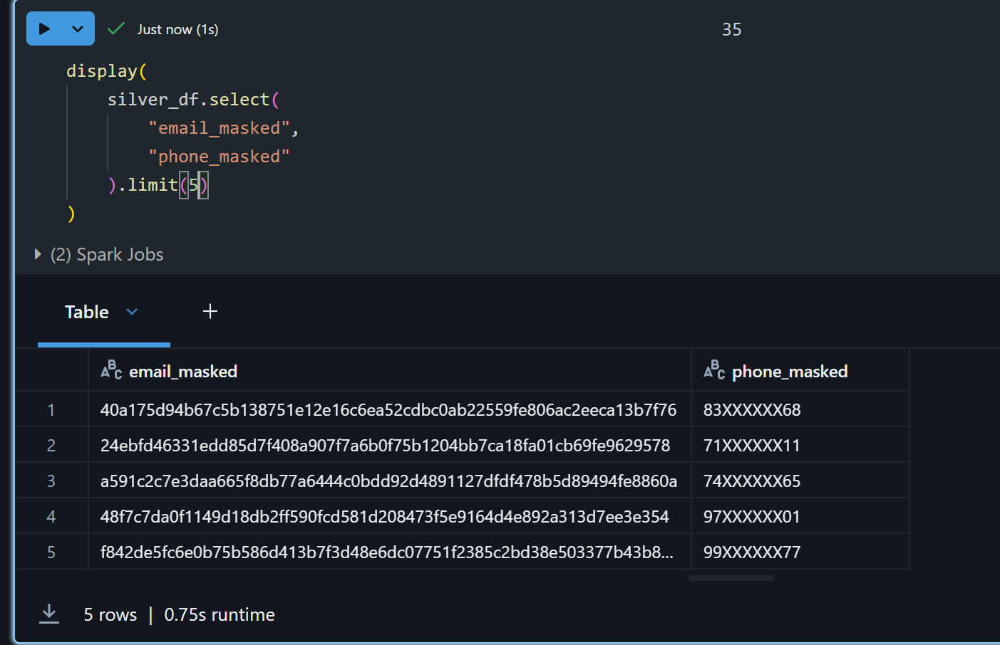 Just now (1s)
35
display(
silver_df.select(
"email_masked",
"phone_masked"
).limit(5)
)
(2) Spark Jobs
Table
+
email_masked phone_masked
1 40a175d94b67c5b138751e12e16c6ea52cdbc0ab22559fe806ac2eeca13b7f76 83XXXXXX68
2 24ebfd46331edd85d7f408a907f7a6b0f75b1204bb7ca18fa01cb69fe9629578 71XXXXXX11
3 a591c2c7e3daa665f8db77a6444c0bdd92d4891127dfdf478b5d89494fe8860a 74XXXXXX65
4 48f7c7da0f1149d18db2ff590fcd581d208473f5e9164d4e892a313d7ee3e354 97XXXXXX01
5 f842de5fc6e0b75b586d413b7f3d48e6dc07751f2385c2bd38e503377b43b8... 99XXXXXX77
5 rows | 0.75s runtime